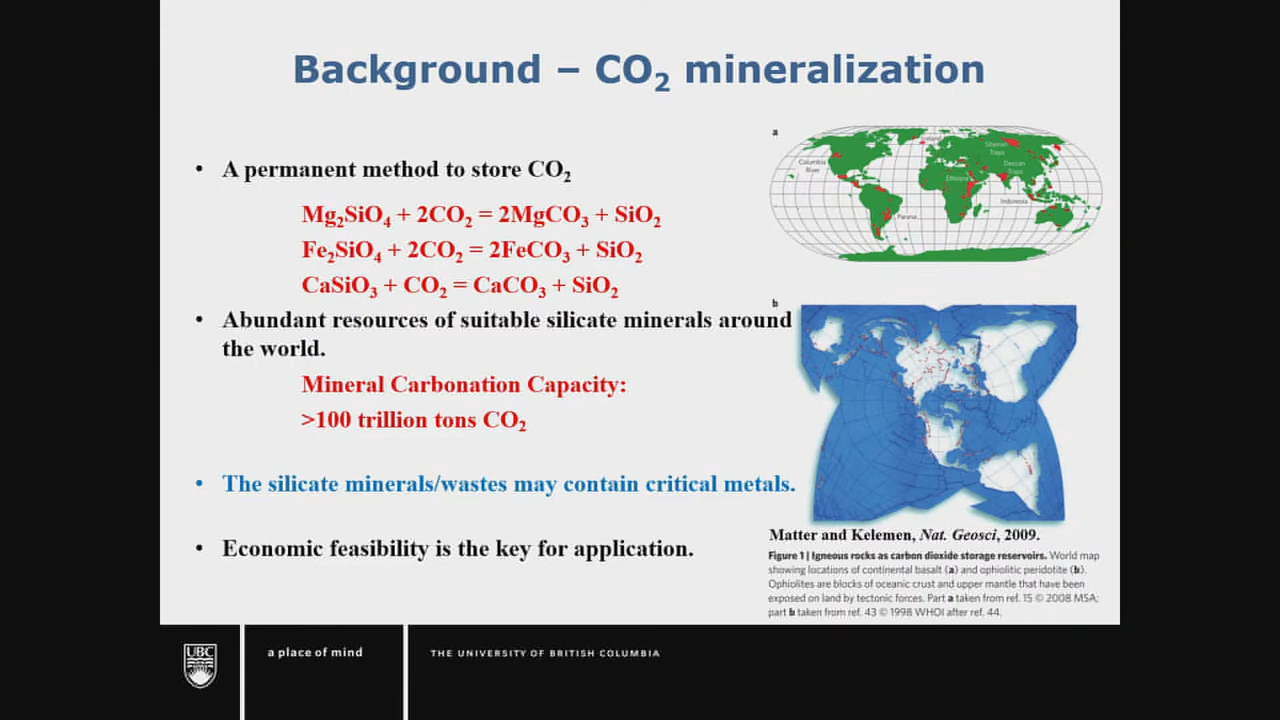 Background – CO₂ mineralization
• A permanent method to store CO₂
Mg₂SiO₄ + 2CO₂ = 2MgCO₃ + SiO₂
Fe₂SiO₄ + 2CO₂ = 2FeCO₃ + SiO₂
CaSiO₃ + CO₂ = CaCO₃ + SiO₂
• Abundant resources of suitable silicate minerals around
the world.
Mineral Carbonation Capacity:
>100 trillion tons CO₂
• The silicate minerals/wastes may contain critical metals.
• Economic feasibility is the key for application.
a
Columbia
River
Siberian
Traps
Deccan
Traps
Ethiopia
Indonesia
Parana
b
Matter and Kelemen, Nat. Geosci, 2009.
Figure 1 | Igneous rocks as carbon dioxide storage reservoirs. World map
showing locations of continental basalt (a) and ophiolitic peridotite (b).
Ophiolites are blocks of oceanic crust and upper mantle that have been
exposed on land by tectonic forces. Part a taken from ref. 15 © 2008 MSA;
part b taken from ref. 43 © 1998 WHOI after ref. 44.
UBC
a place of mind
THE UNIVERSITY OF BRITISH COLUMBIA